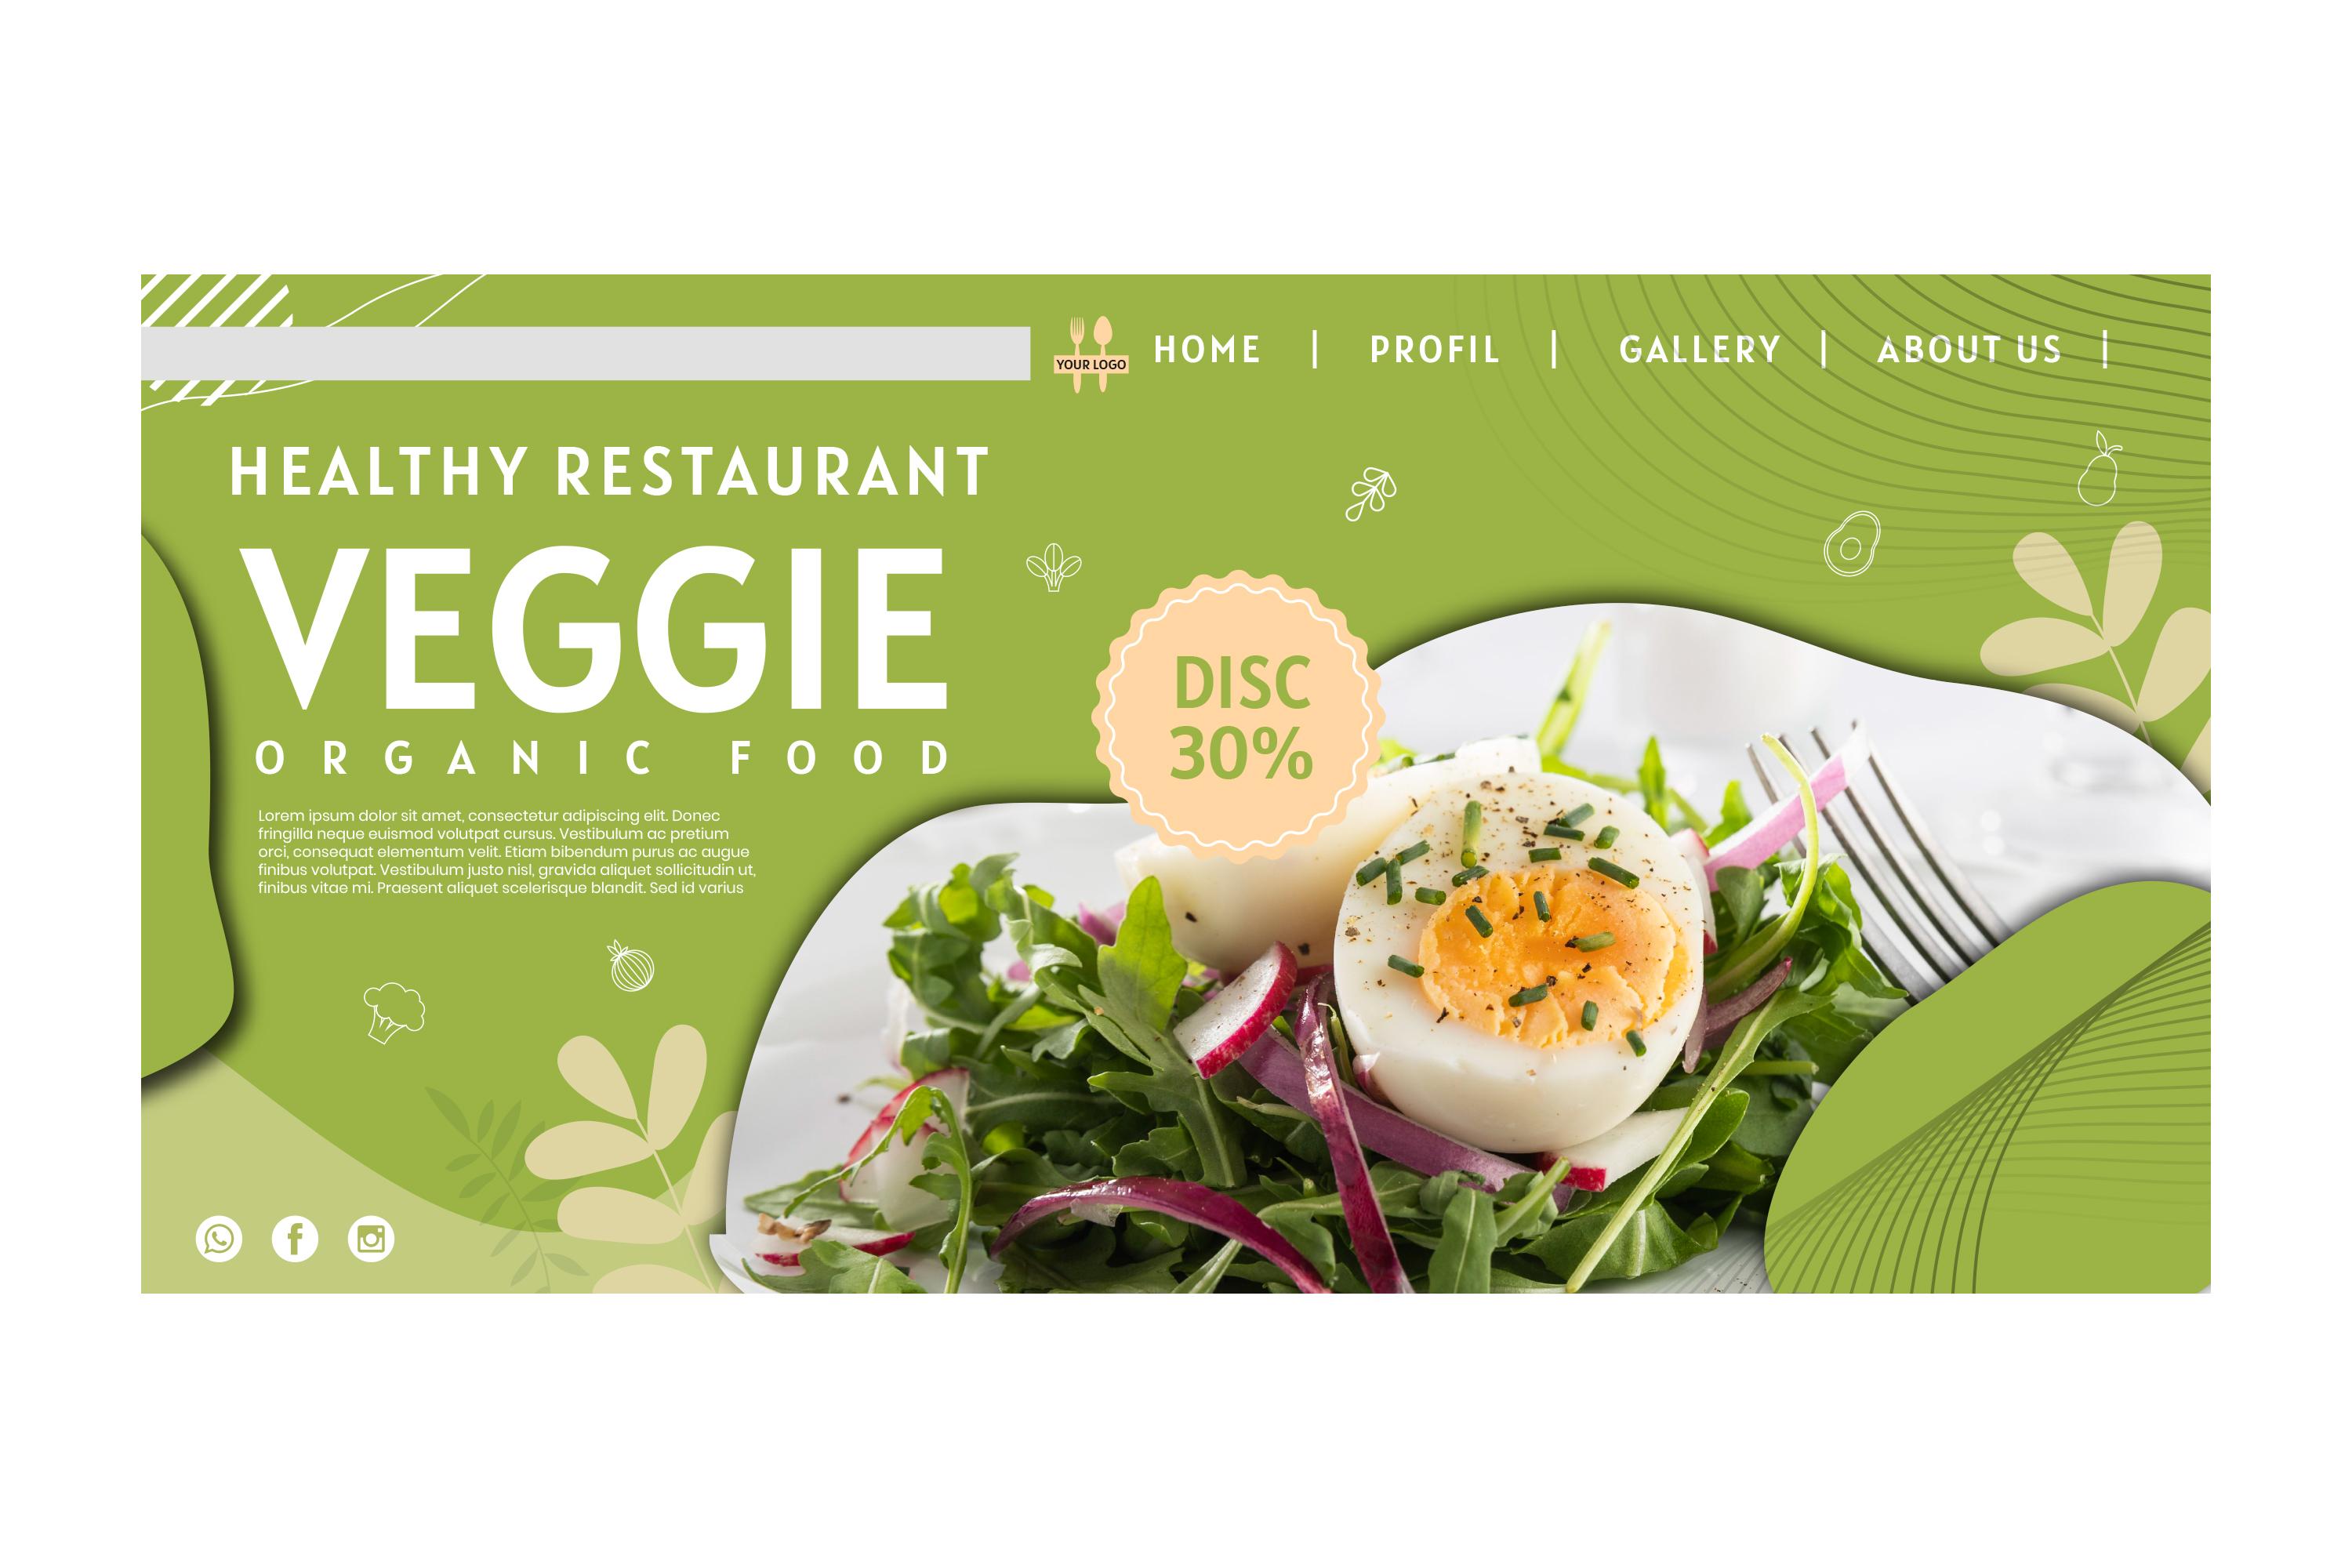 YOUR LOGO
HOME | PROFIL | GALLERY | ABOUT US |
HEALTHY RESTAURANT
VEGGIE
ORGANIC FOOD
DISC
30%
Lorem ipsum dolor sit amet, consectetur adipiscing elit. Donec
fringilla neque euismod volutpat cursus. Vestibulum ac pretium
orci, consequat elementum velit. Etiam bibendum purus ac augue
finibus volutpat. Vestibulum justo nisl, gravida aliquet sollicitudin ut,
finibus vitae mi. Praesent aliquet scelerisque blandit. Sed id varius